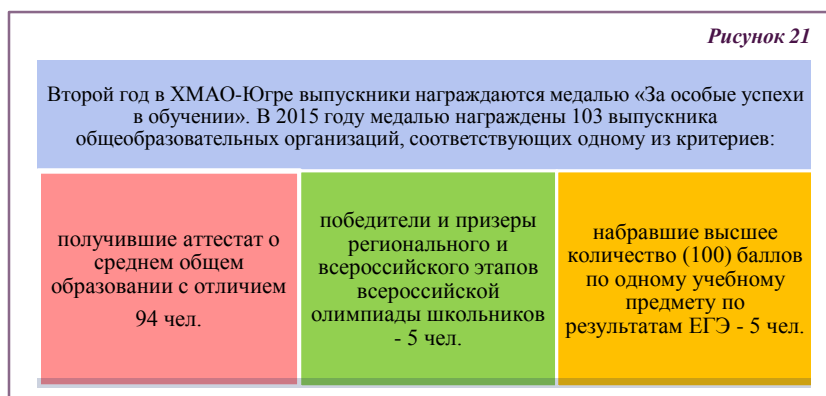 Рисунок 21
Второй год в ХМАО-Югре выпускники награждаются медалью «За особые успехи
в обучении». В 2015 году медалью награждены 103 выпускника
общеобразовательных организаций, соответствующих одному из критериев:
получившие аттестат о
среднем общем
образовании с отличием
94 чел.
победители и призеры
регионального и
всероссийского этапов
всероссийской
олимпиады школьников
- 5 чел.
набравшие высшее
количество (100) баллов
по одному учебному
предмету по
результатам ЕГЭ - 5 чел.